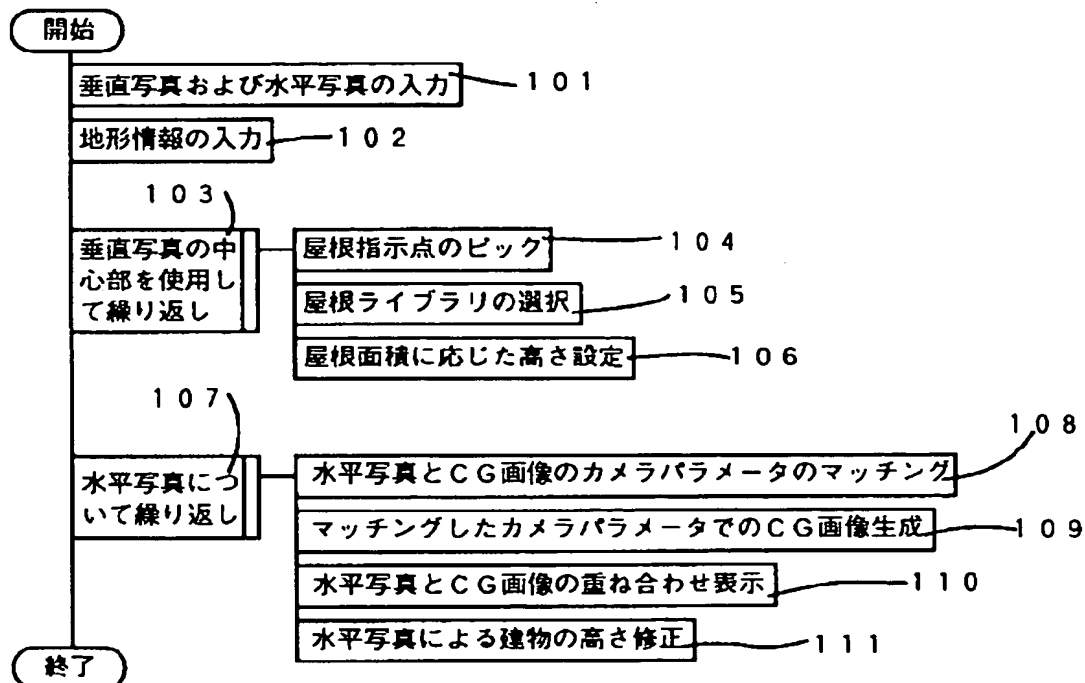 開始
垂直写真および水平写真の入力
101
地形情報の入力
102
103
垂直写真の中
心部を使用し
て繰り返し
屋根指示点のピック
104
屋根ライブラリの選択
105
屋根面積に応じた高さ設定
106
107
水平写真につ
いて繰り返し
108
水平写真とCG画像のカメラパラメータのマッチング
マッチングしたカメラパラメータでのCG画像生成
109
水平写真とCG画像の重ね合わせ表示
110
水平写真による建物の高さ修正
111
終了